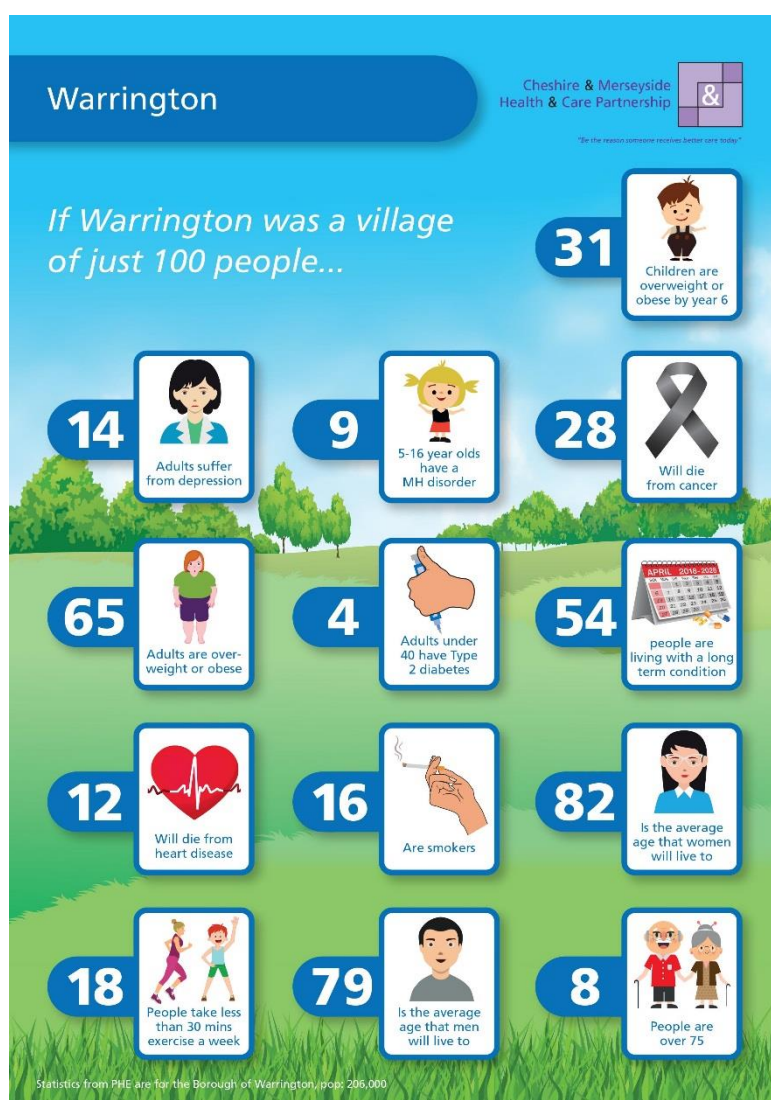 Warrington
Cheshire & Merseyside
Health & Care Partnership
&
"Be the reason someone receives better care today"
If Warrington was a village
of just 100 people...
31
Children are
overweight or
obese by year 6
14
Adults suffer
from depression
9
5-16 year olds
have a
MH disorder
28
Will die
from cancer
65
Adults are over-
weight or obese
4
Adults under
40 have Type
2 diabetes
54
APRIL 2018-2028
people are
living with a long
term condition
12
Will die from
heart disease
16
Are smokers
82
Is the average
age that women
will live to
18
People take less
than 30 mins
exercise a week
79
Is the average
age that men
will live to
8
People are
over 75
Statistics from PHE are for the Borough of Warrington, pop: 206,000